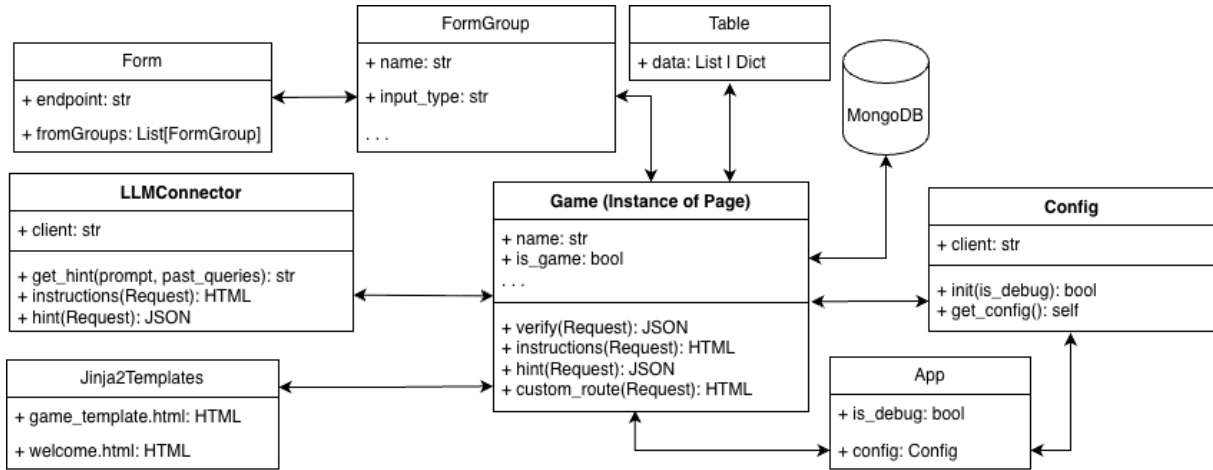 Form
+ endpoint: str
+ fromGroups: List[FormGroup]
FormGroup
+ name: str
+ input_type: str
. . .
Table
+ data: List | Dict
MongoDB
LLMConnector
+ client: str
+ get_hint(prompt, past_queries): str
+ instructions(Request): HTML
+ hint(Request): JSON
Game (Instance of Page)
+ name: str
+ is_game: bool
. . .
+ verify(Request): JSON
+ instructions(Request): HTML
+ hint(Request): JSON
+ custom_route(Request): HTML
Config
+ client: str
+ init(is_debug): bool
+ get_config(): self
Jinja2Templates
+ game_template.html: HTML
+ welcome.html: HTML
App
+ is_debug: bool
+ config: Config